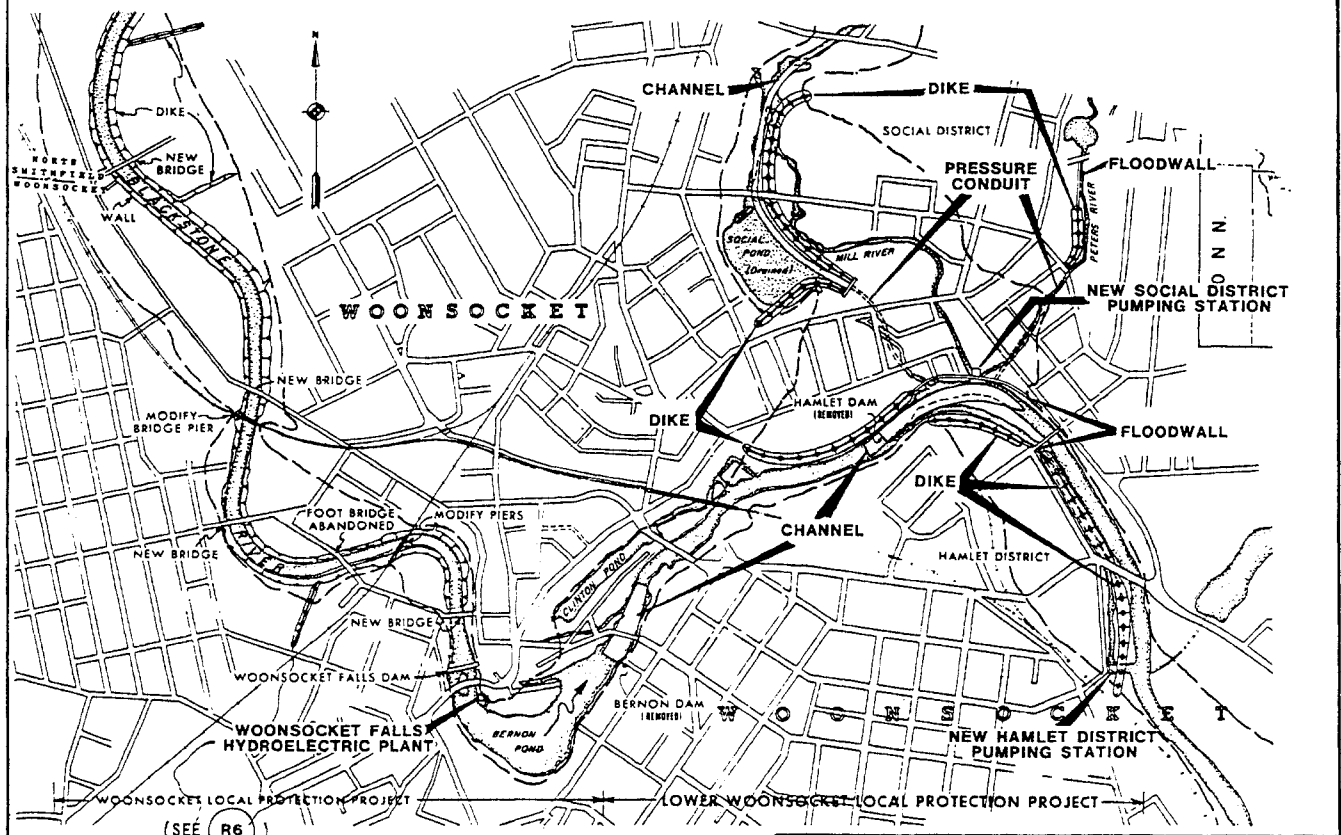 N
CHANNEL
DIKE
DIKE
SOCIAL DISTRICT
NEW
BRIDGE
PRESSURE
CONDUIT
FLOODWALL
NORTH
SMITHFIELD
WOONSOCKET
WALL
BLACKSTONE
PETERS RIVER
CONN.
SOCIAL
POND
(Drained)
MILL RIVER
NEW SOCIAL DISTRICT
PUMPING STATION
WOONSOCKET
NEW BRIDGE
MODIFY
BRIDGE PIER
HAMLET DAM
(REMOVED)
DIKE
FLOODWALL
DIKE
FOOT BRIDGE
ABANDONED
MODIFY PIERS
CHANNEL
NEW BRIDGE
RIVER
HAMLET DISTRICT
CLINTON POND
NEW BRIDGE
WOONSOCKET FALLS DAM
BERNON DAM
(REMOVED)
WOONSOCKET
WOONSOCKET FALLS
HYDROELECTRIC PLANT
BERNON
POND
NEW HAMLET DISTRICT
PUMPING STATION
WOONSOCKET LOCAL PROTECTION PROJECT
LOWER WOONSOCKET LOCAL PROTECTION PROJECT
(SEE R6)